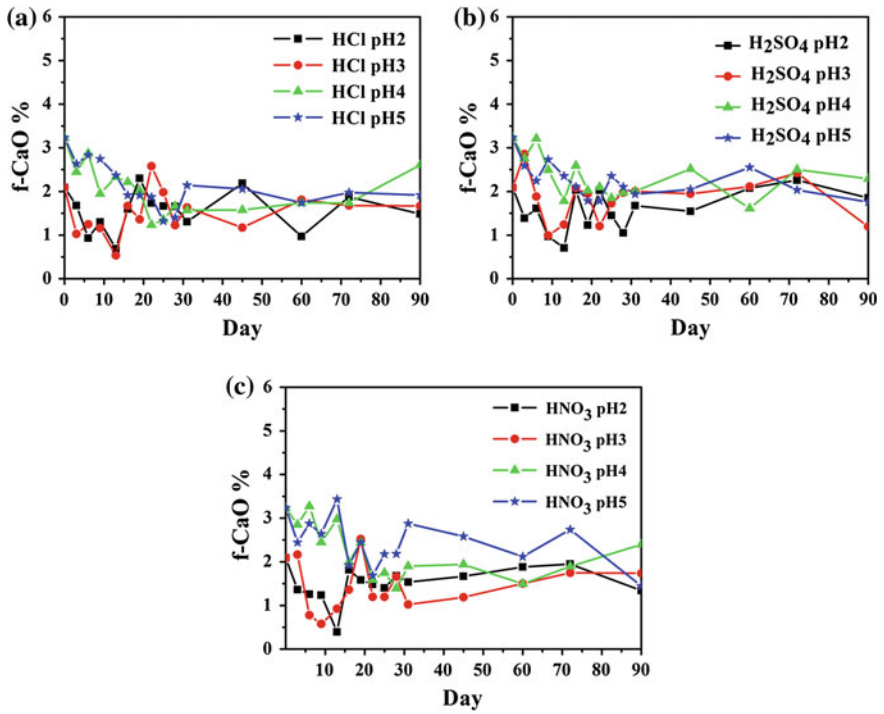 (a)
6
5
4
3
2
1
0
f-CaO %
HCl pH2
HCl pH3
HCl pH4
HCl pH5
0 10 20 30 40 50 60 70 80 90
Day
(b)
6
5
4
3
2
1
0
f-CaO %
H₂SO₄ pH2
H₂SO₄ pH3
H₂SO₄ pH4
H₂SO₄ pH5
0 10 20 30 40 50 60 70 80 90
Day
(c)
6
5
4
3
2
1
0
f-CaO %
HNO₃ pH2
HNO₃ pH3
HNO₃ pH4
HNO₃ pH5
10 20 30 40 50 60 70 80 90
Day